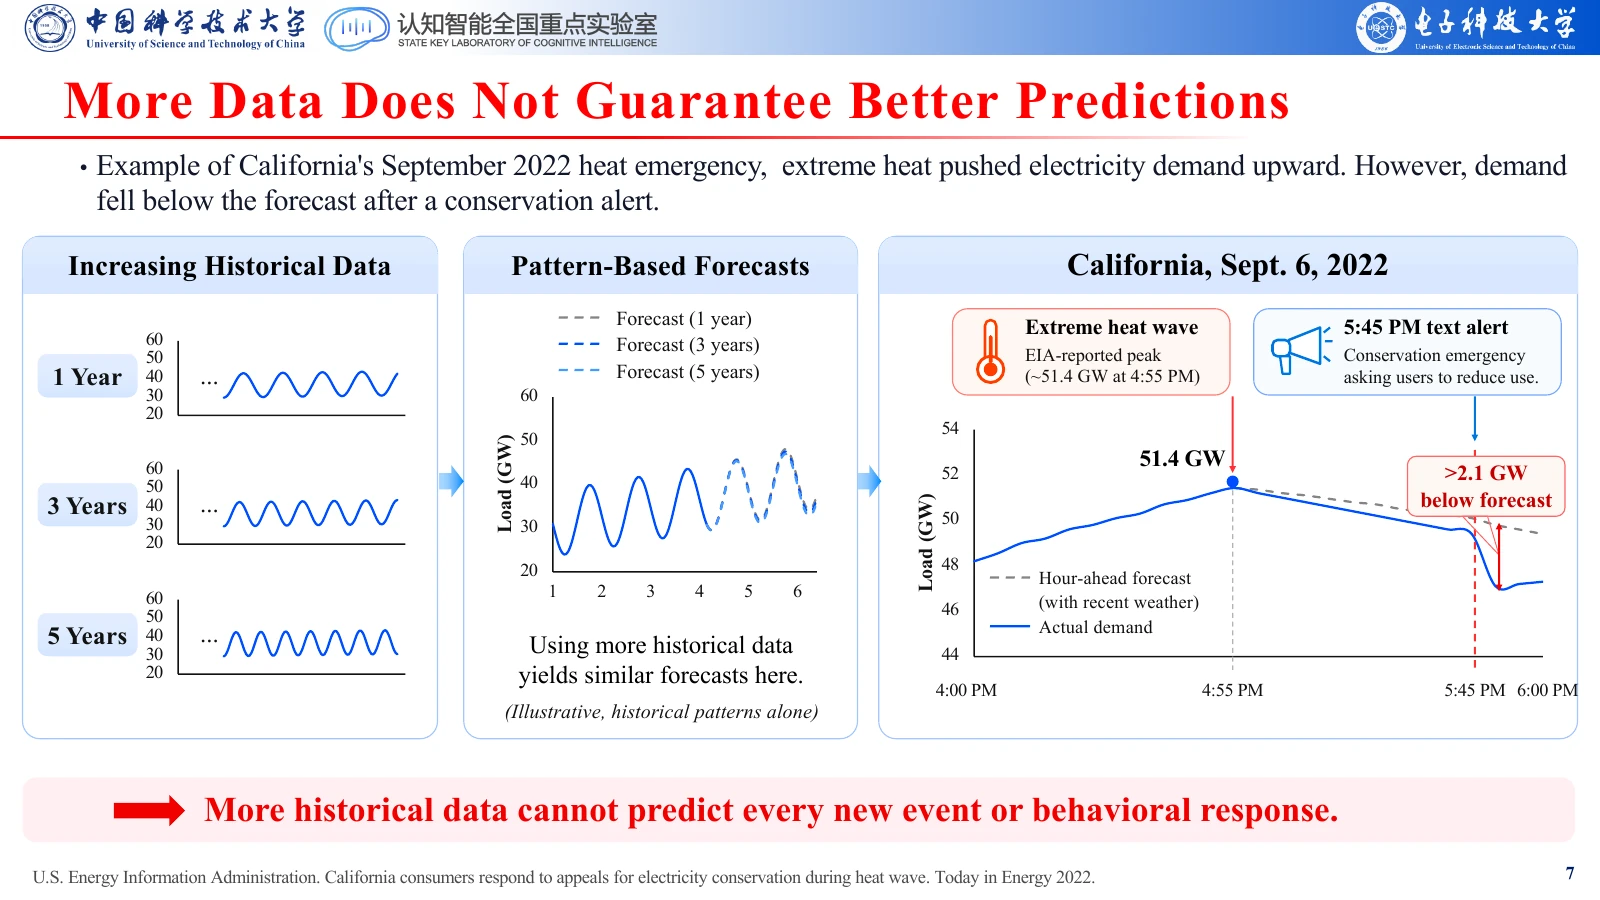 中国科学技术大学
University of Science and Technology of China
认知智能全国重点实验室
STATE KEY LABORATORY OF COGNITIVE INTELLIGENCE
电子科技大学
University of Electronic Science and Technology of China
More Data Does Not Guarantee Better Predictions
• Example of California's September 2022 heat emergency, extreme heat pushed electricity demand upward. However, demand
fell below the forecast after a conservation alert.
Increasing Historical Data
1 Year
60
50
40
30
20
...
3 Years
60
50
40
30
20
...
5 Years
60
50
40
30
20
...
Pattern-Based Forecasts
Forecast (1 year)
Forecast (3 years)
Forecast (5 years)
Load (GW)
60
50
40
30
20
1 2 3 4 5 6
Using more historical data
yields similar forecasts here.
(Illustrative, historical patterns alone)
California, Sept. 6, 2022
Extreme heat wave
EIA-reported peak
(~51.4 GW at 4:55 PM)
5:45 PM text alert
Conservation emergency
asking users to reduce use.
Load (GW)
54
52
50
48
46
44
51.4 GW
>2.1 GW
below forecast
Hour-ahead forecast
(with recent weather)
Actual demand
4:00 PM 4:55 PM 5:45 PM 6:00 PM
More historical data cannot predict every new event or behavioral response.
U.S. Energy Information Administration. California consumers respond to appeals for electricity conservation during heat wave. Today in Energy 2022.
7